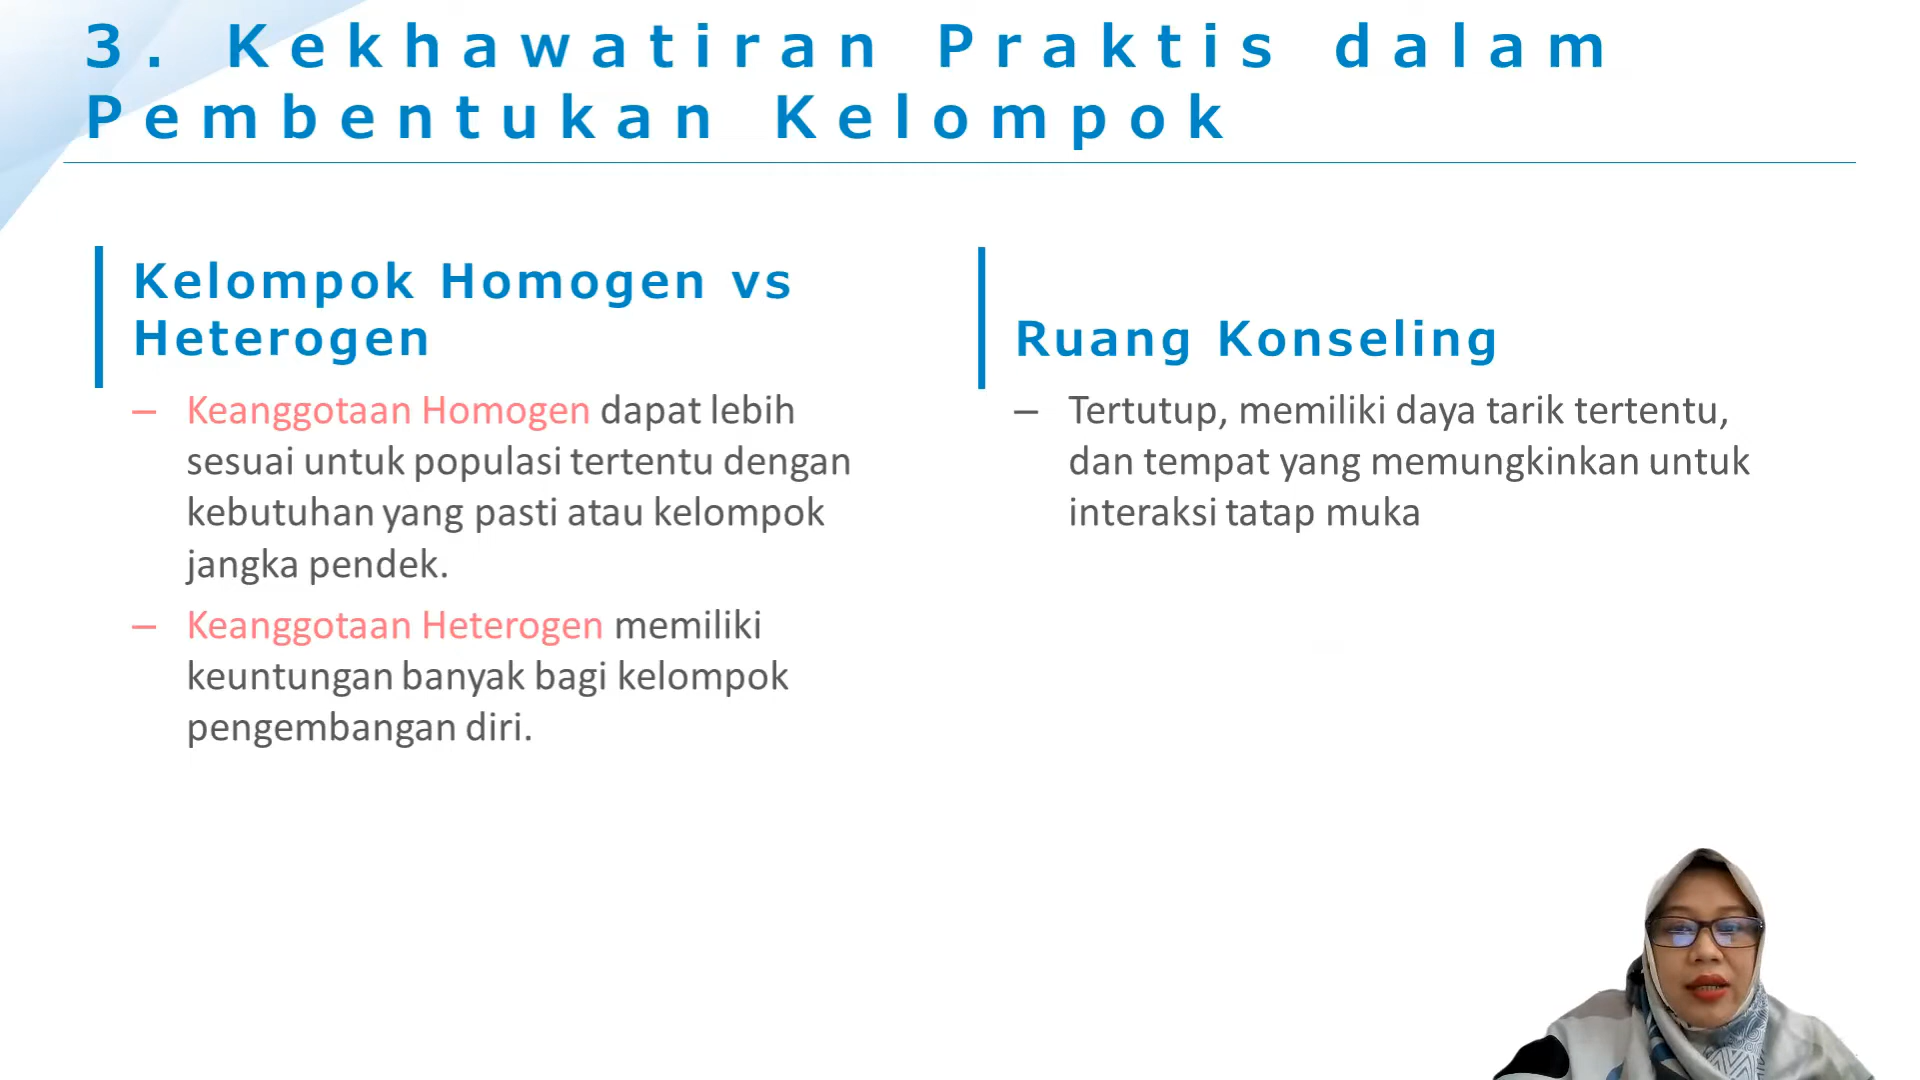 3. Kekhawatiran Praktis dalam
Pembentukan Kelompok
Kelompok Homogen vs
Heterogen
– Keanggotaan Homogen dapat lebih
sesuai untuk populasi tertentu dengan
kebutuhan yang pasti atau kelompok
jangka pendek.
– Keanggotaan Heterogen memiliki
keuntungan banyak bagi kelompok
pengembangan diri.
Ruang Konseling
– Tertutup, memiliki daya tarik tertentu,
dan tempat yang memungkinkan untuk
interaksi tatap muka